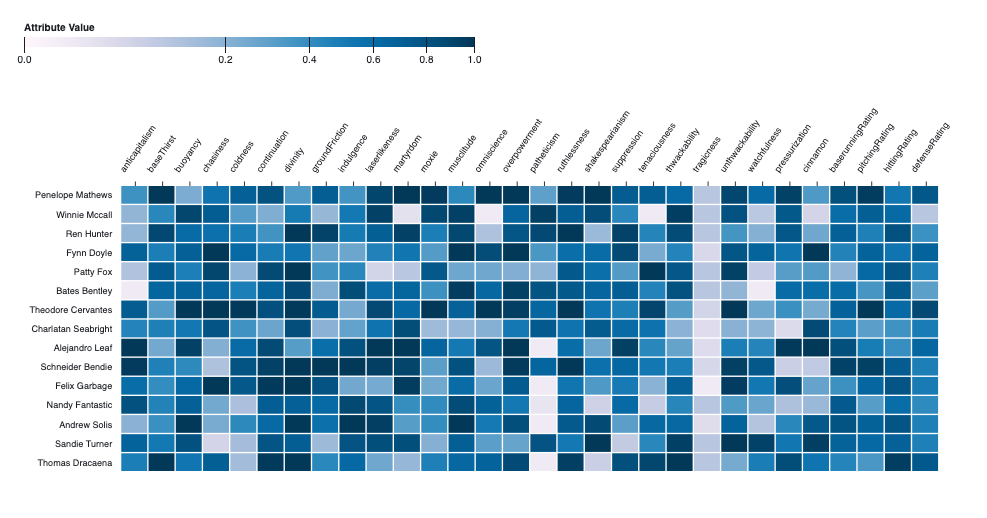 Attribute Value
0.0 0.2 0.4 0.6 0.8 1.0
anticapitalism baseThirst buoyancy chasiness coldness continuation divinity groundFriction indulgence laserlikeness martyrdom moxie musclitude omniscience overpowerment patheticism ruthlessness shakespearianism suppression tenaciousness thwackability tragicness unthwackability watchfulness pressurization cinnamon baserunningRating pitchingRating hittingRating defenseRating
Penelope Mathews
Winnie Mccall
Ren Hunter
Fynn Doyle
Patty Fox
Bates Bentley
Theodore Cervantes
Charlatan Seabright
Alejandro Leaf
Schneider Bendie
Felix Garbage
Nandy Fantastic
Andrew Solis
Sandie Turner
Thomas Dracaena